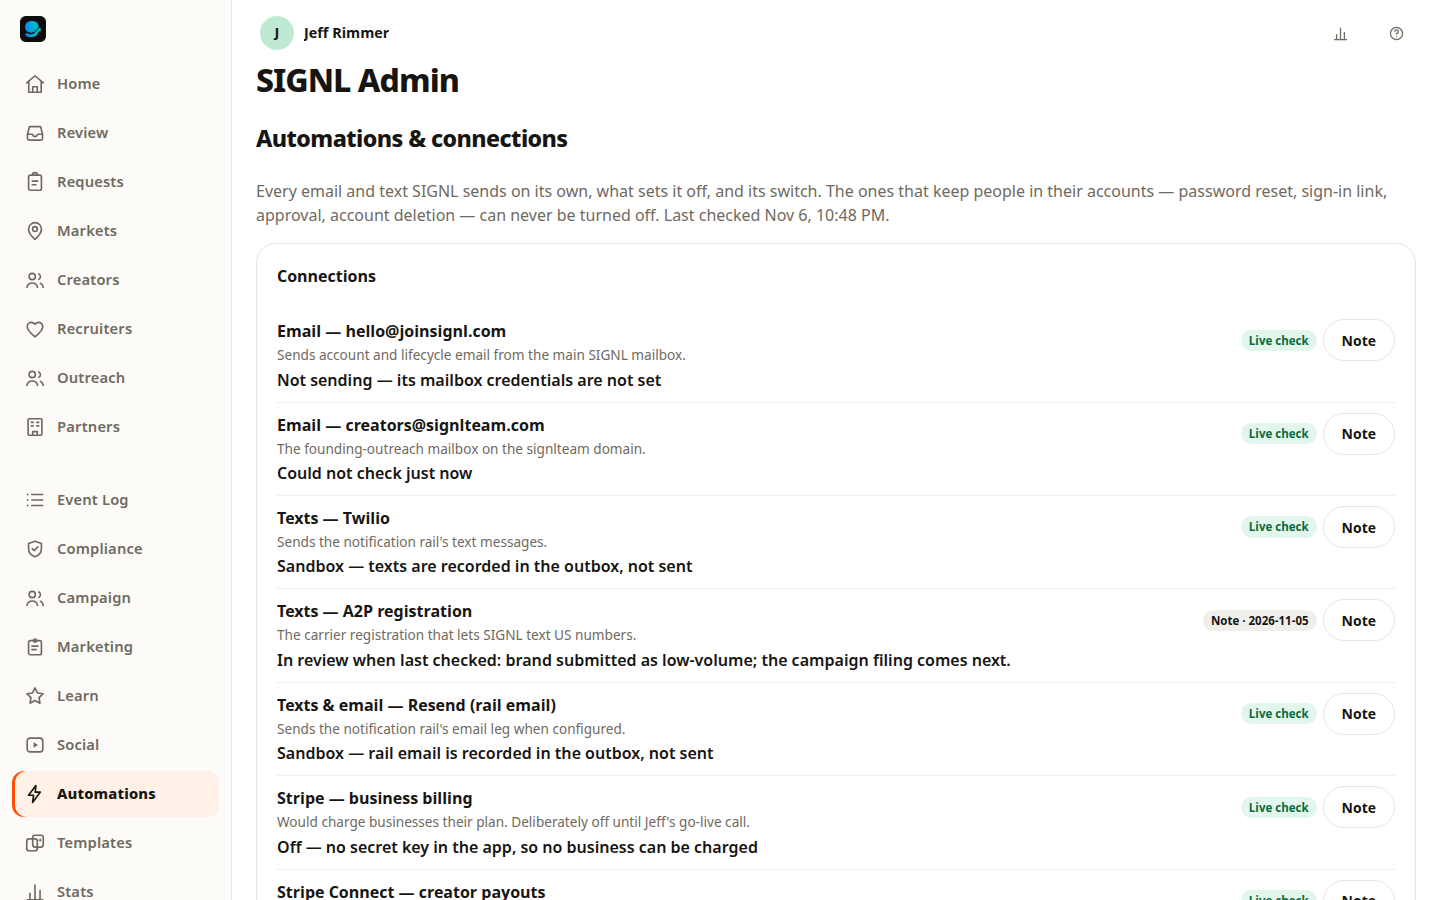 J Jeff Rimmer
SIGNL Admin
Automations & connections
Every email and text SIGNL sends on its own, what sets it off, and its switch. The ones that keep people in their accounts — password reset, sign-in link,
approval, account deletion — can never be turned off. Last checked Nov 6, 10:48 PM.
Home
Review
Requests
Markets
Creators
Recruiters
Outreach
Partners
Event Log
Compliance
Campaign
Marketing
Learn
Social
Automations
Templates
Stats
Connections
Email — hello@joinsignl.com
Sends account and lifecycle email from the main SIGNL mailbox.
Not sending — its mailbox credentials are not set
Live check Note
Email — creators@signlteam.com
The founding-outreach mailbox on the signlteam domain.
Could not check just now
Live check Note
Texts — Twilio
Sends the notification rail's text messages.
Sandbox — texts are recorded in the outbox, not sent
Live check Note
Texts — A2P registration
The carrier registration that lets SIGNL text US numbers.
In review when last checked: brand submitted as low-volume; the campaign filing comes next.
Note · 2026-11-05 Note
Texts & email — Resend (rail email)
Sends the notification rail's email leg when configured.
Sandbox — rail email is recorded in the outbox, not sent
Live check Note
Stripe — business billing
Would charge businesses their plan. Deliberately off until Jeff's go-live call.
Off — no secret key in the app, so no business can be charged
Live check Note
Stripe Connect — creator payouts
Live check Note